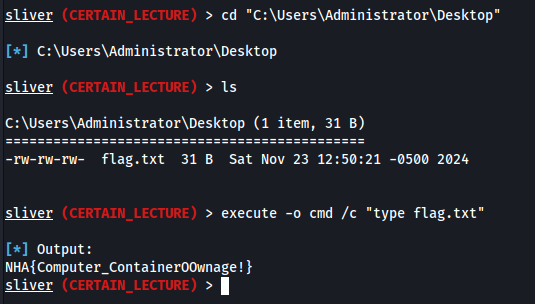 sliver (CERTAIN_LECTURE) > cd "C:\Users\Administrator\Desktop"
[*] C:\Users\Administrator\Desktop
sliver (CERTAIN_LECTURE) > ls
C:\Users\Administrator\Desktop (1 item, 31 B)
=============================================
-rw-rw-rw-  flag.txt  31 B  Sat Nov 23 12:50:21 -0500 2024
sliver (CERTAIN_LECTURE) > execute -o cmd /c "type flag.txt"
[*] Output:
NHA{Computer_ContainerOOwnage!}
sliver (CERTAIN_LECTURE) >